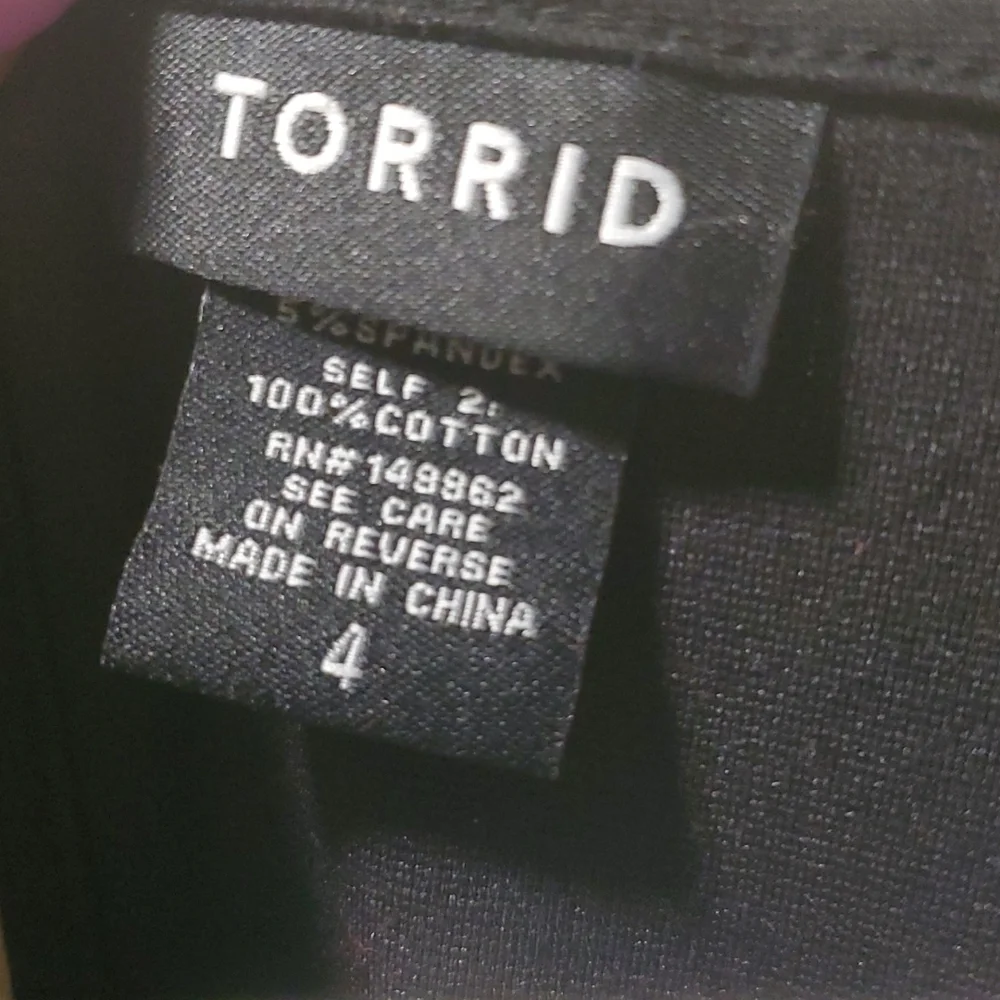 TORRID
5%SPANDEX
SELF 2:
100%COTTON
RN#149962
SEE CARE
ON REVERSE
MADE IN CHINA
4